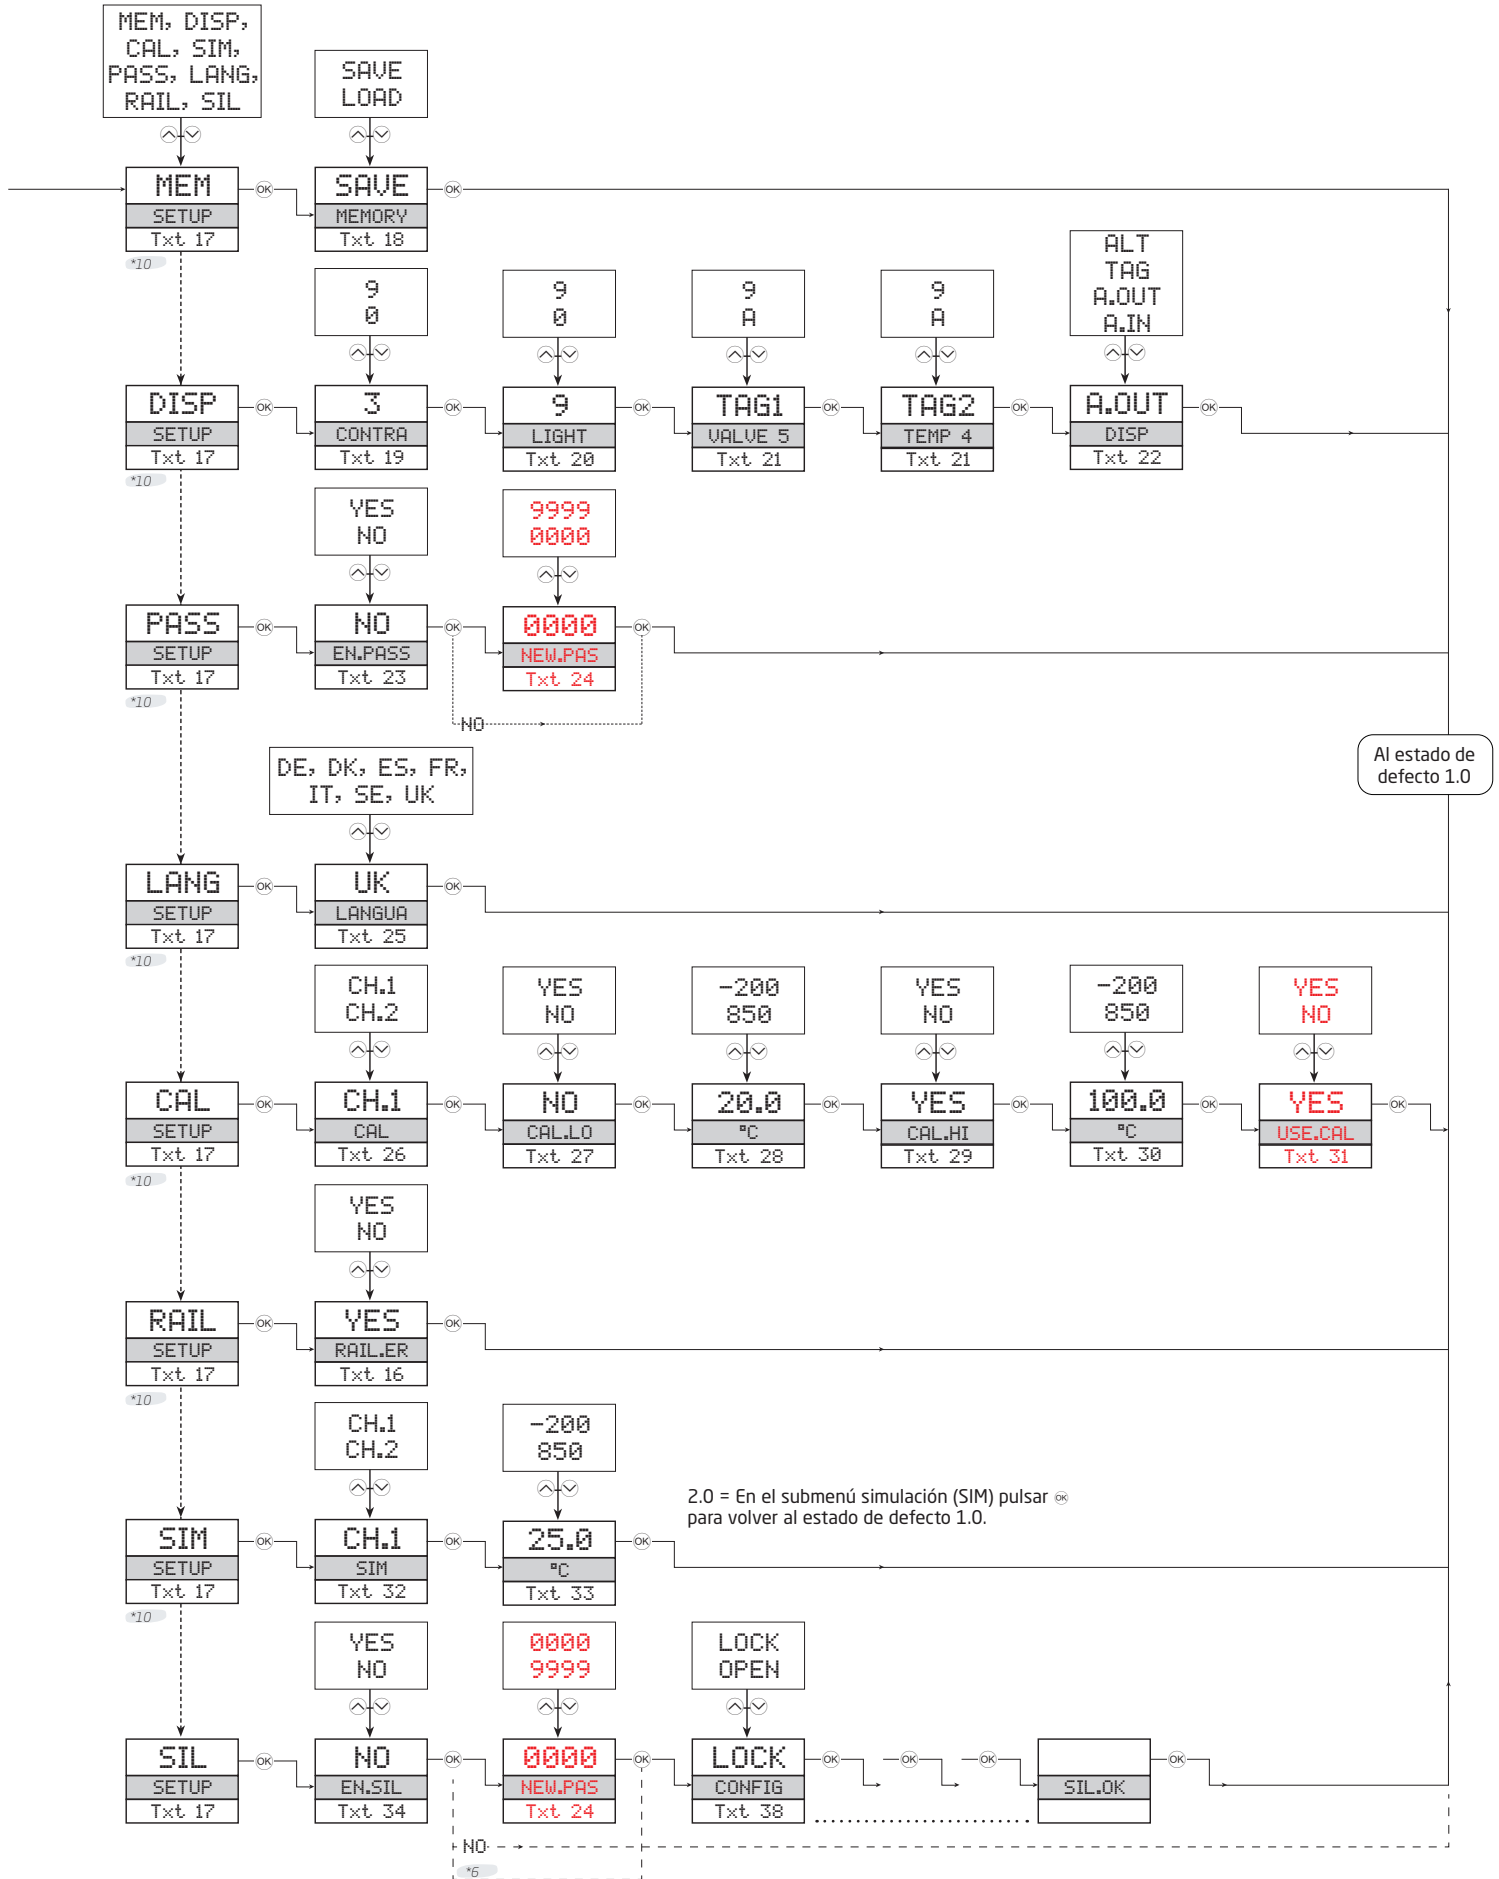 MEM, DISP,
CAL, SIM,
PASS, LANG,
RAIL, SIL
SAVE
LOAD
MEM
SETUP
Txt 17
*10
OK
SAVE
MEMORY
Txt 18
OK
9
0
9
0
9
A
9
A
ALT
TAG
A.OUT
A.IN
DISP
SETUP
Txt 17
*10
OK
3
CONTRA
Txt 19
OK
9
LIGHT
Txt 20
OK
TAG1
VALVE 5
Txt 21
OK
TAG2
TEMP 4
Txt 21
OK
A.OUT
DISP
Txt 22
OK
YES
NO
9999
0000
PASS
SETUP
Txt 17
*10
OK
NO
EN.PASS
Txt 23
OK
0000
NEW.PAS
Txt 24
OK
NO
Al estado de
defecto 1.0
DE, DK, ES, FR,
IT, SE, UK
LANG
SETUP
Txt 17
*10
OK
UK
LANGUA
Txt 25
OK
CH.1
CH.2
YES
NO
-200
850
YES
NO
-200
850
YES
NO
CAL
SETUP
Txt 17
*10
OK
CH.1
CAL
Txt 26
OK
NO
CAL.LO
Txt 27
OK
20.0
°C
Txt 28
OK
YES
CAL.HI
Txt 29
OK
100.0
°C
Txt 30
OK
YES
USE.CAL
Txt 31
OK
YES
NO
RAIL
SETUP
Txt 17
*10
OK
YES
RAIL.ER
Txt 16
OK
CH.1
CH.2
-200
850
2.0 = En el submenú simulación (SIM) pulsar OK
para volver al estado de defecto 1.0.
SIM
SETUP
Txt 17
*10
OK
CH.1
SIM
Txt 32
OK
25.0
°C
Txt 33
OK
YES
NO
0000
9999
LOCK
OPEN
SIL
SETUP
Txt 17
OK
NO
EN.SIL
Txt 34
OK
0000
NEW.PAS
Txt 24
OK
LOCK
CONFIG
Txt 38
OK
OK
OK
SIL.OK
OK
NO
*6